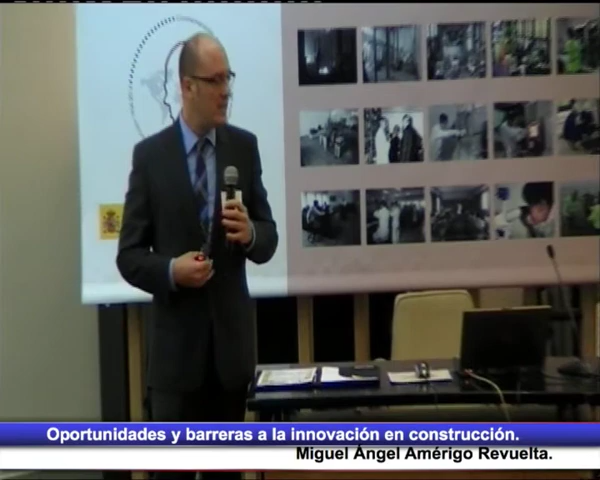 Oportunidades y barreras a la innovación en construcción.
Miguel Ángel Amérigo Revuelta.